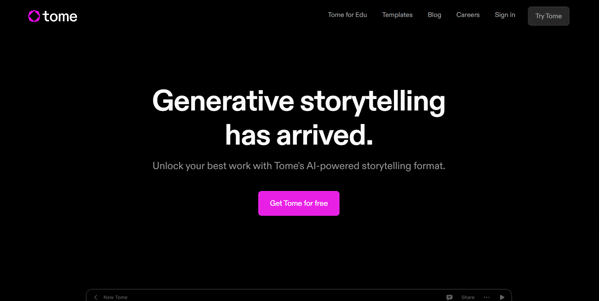 tome
Tome for Edu
Templates
Blog
Careers
Sign in
Try Tome
Generative storytelling
has arrived.
Unlock your best work with Tome's AI-powered storytelling format.
Get Tome for free
New Tome
Share